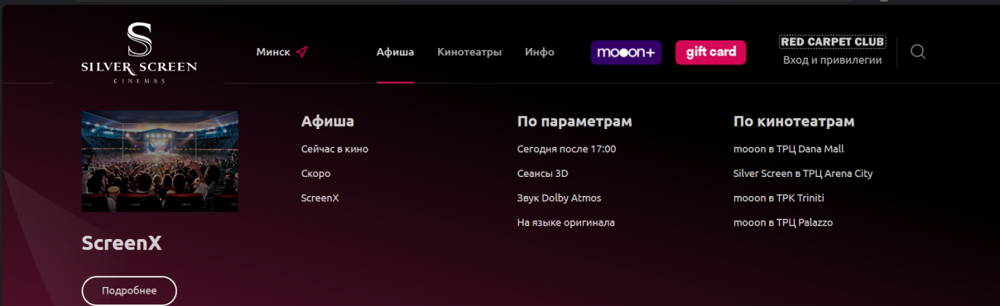 SILVER SCREEN
CINEMAS
Минск
Афиша
Кинотеатры
Инфо
mooon+
gift card
RED CARPET CLUB
Вход и привилегии
ScreenX
Подробнее
Афиша
Сейчас в кино
Скоро
ScreenX
По параметрам
Сегодня после 17:00
Сеансы 3D
Звук Dolby Atmos
На языке оригинала
По кинотеатрам
mooon в ТРЦ Dana Mall
Silver Screen в ТРЦ Arena City
mooon в ТРК Triniti
mooon в ТРЦ Palazzo